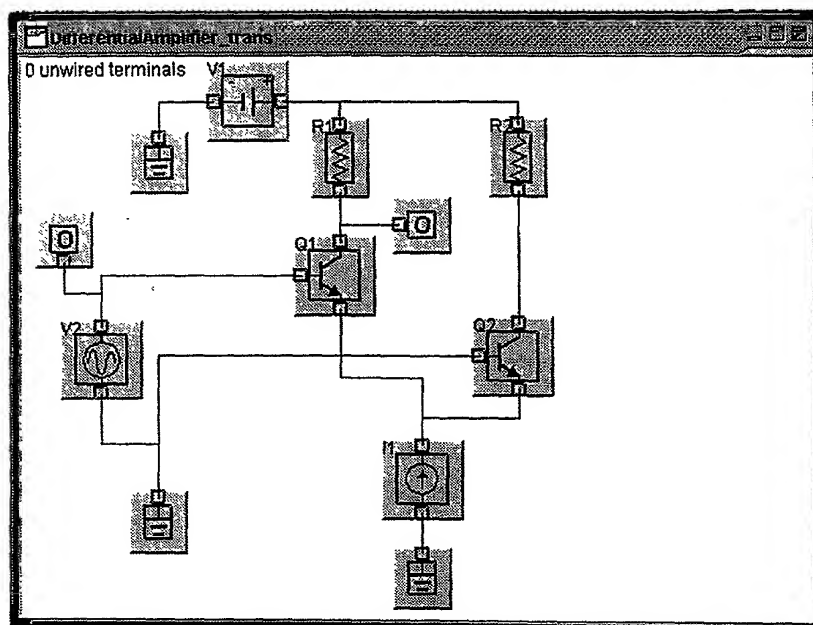 DifferentialAmplifier_trans
0 unwired terminals
V1
R1
R2
O
O
Q1
V2
Q2
I1